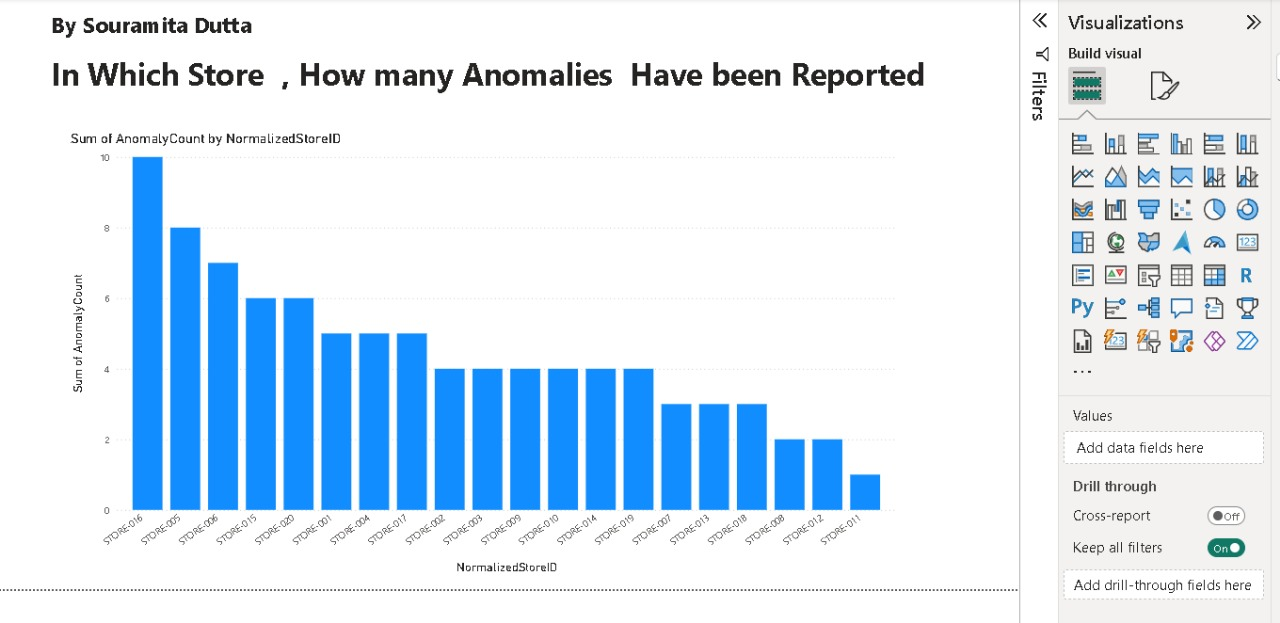 By Souramita Dutta
In Which Store , How many Anomalies Have been Reported
Sum of AnomalyCount by NormalizedStoreID
10
8
6
4
2
0
Sum of AnomalyCount
STORE-016
STORE-005
STORE-006
STORE-015
STORE-020
STORE-001
STORE-004
STORE-017
STORE-002
STORE-003
STORE-009
STORE-010
STORE-014
STORE-019
STORE-007
STORE-013
STORE-018
STORE-008
STORE-012
STORE-011
NormalizedStoreID
Filters
Visualizations
Build visual
123
R
Py
123
...
Values
Add data fields here
Drill through
Cross-report
Off
Keep all filters
On
Add drill-through fields here